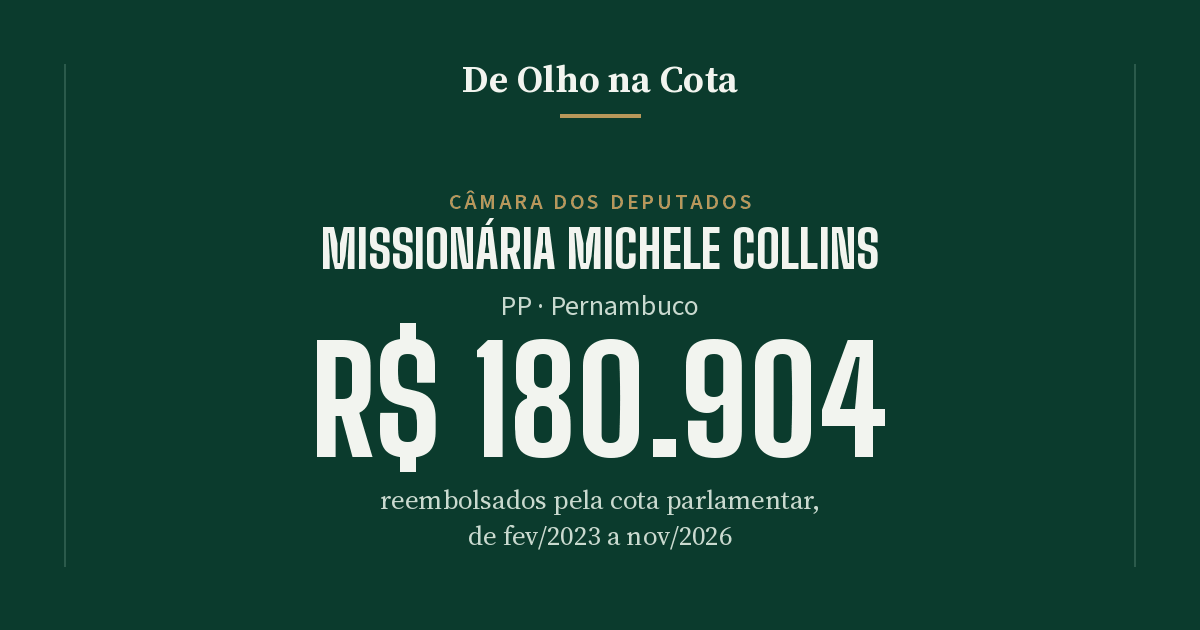 De Olho na Cota
CÂMARA DOS DEPUTADOS
MISSIONÁRIA MICHELE COLLINS
PP · Pernambuco
R$ 180.904
reembolsados pela cota parlamentar,
de fev/2023 a nov/2026